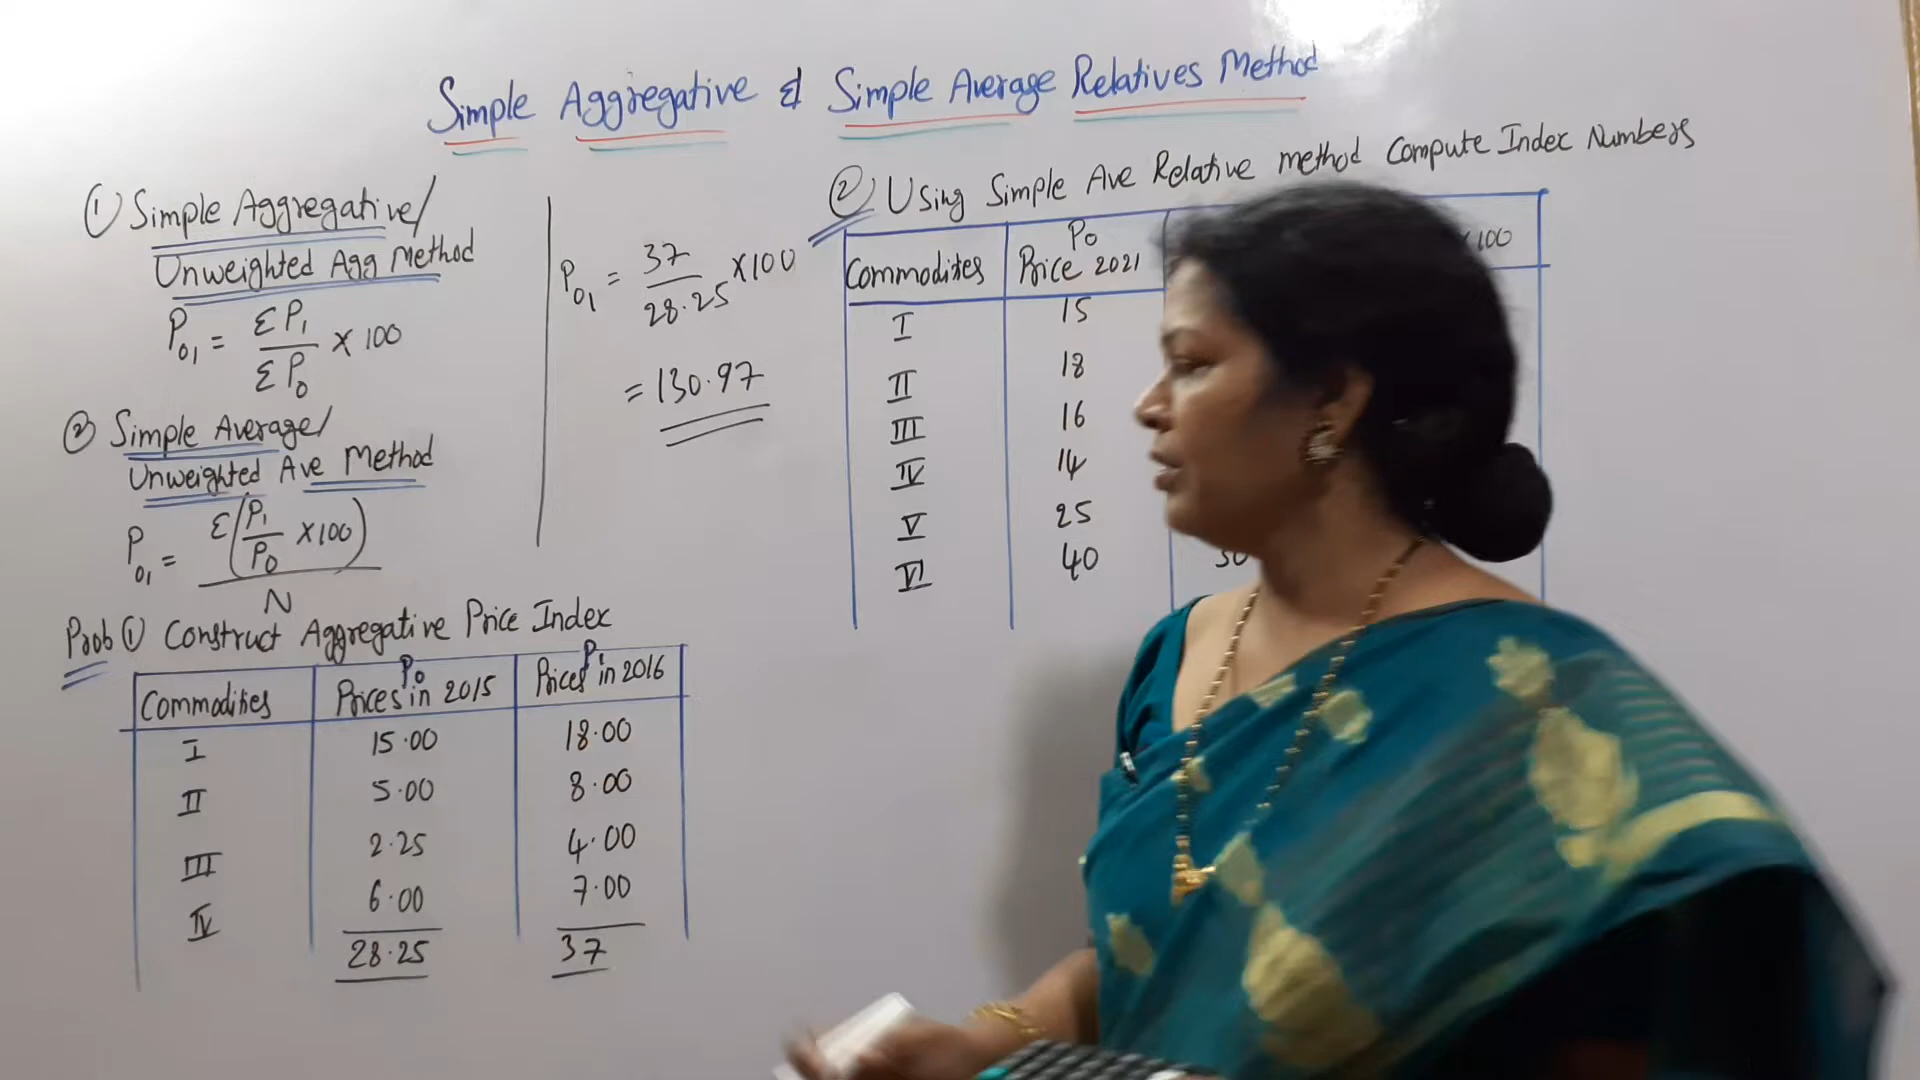 Simple Aggregative & Simple Average Relatives Method
① Simple Aggregative/
Unweighted Agg Method
P01 = ΣP1 / ΣP0 × 100
② Simple Average/
Unweighted Ave Method
P01 = Σ(P1/P0 ×100) / N
Prob ① Construct Aggregative Price Index
Commodities P0 Prices in 2015 P1 Prices in 2016
I 15.00 18.00
II 5.00 8.00
III 2.25 4.00
IV 6.00 7.00
28.25 37
P01 = 37 / 28.25 ×100
= 130.97
② Using Simple Ave Relative method Compute Index Numbers
Commodities P0 Price 2021 ×100
I 15
II 18
III 16
IV 14
V 25
VI 40